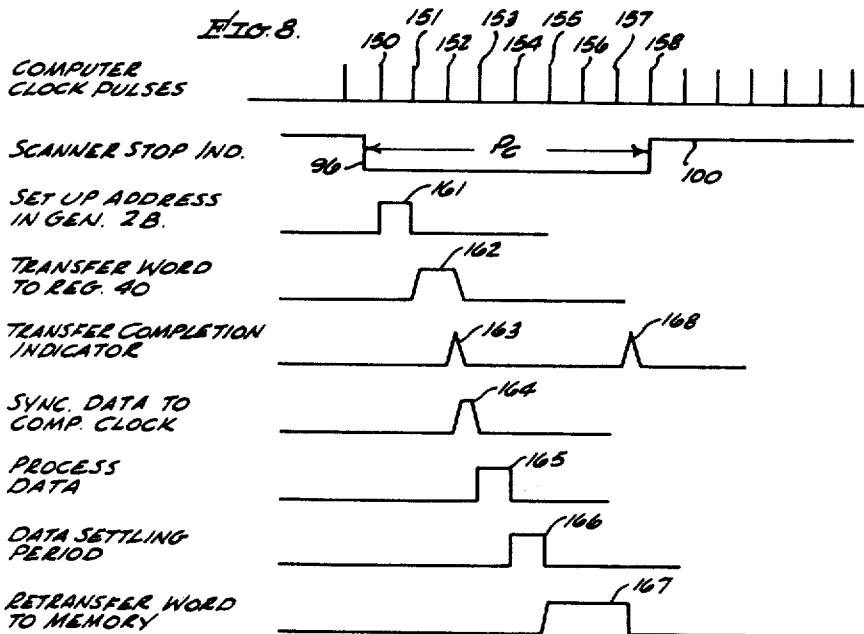 FIG. 8.
150 151 152 153 154 155 156 157 158
COMPUTER
CLOCK PULSES
SCANNER STOP IND.
96
PC
100
SET UP ADDRESS
IN GEN. 2B.
161
TRANSFER WORD
TO REG. 40
162
TRANSFER COMPLETION
INDICATOR
163
168
SYNC. DATA TO
COMP. CLOCK
164
PROCESS
DATA
165
DATA SETTLING
PERIOD
166
RETRANSFER WORD
TO MEMORY
167